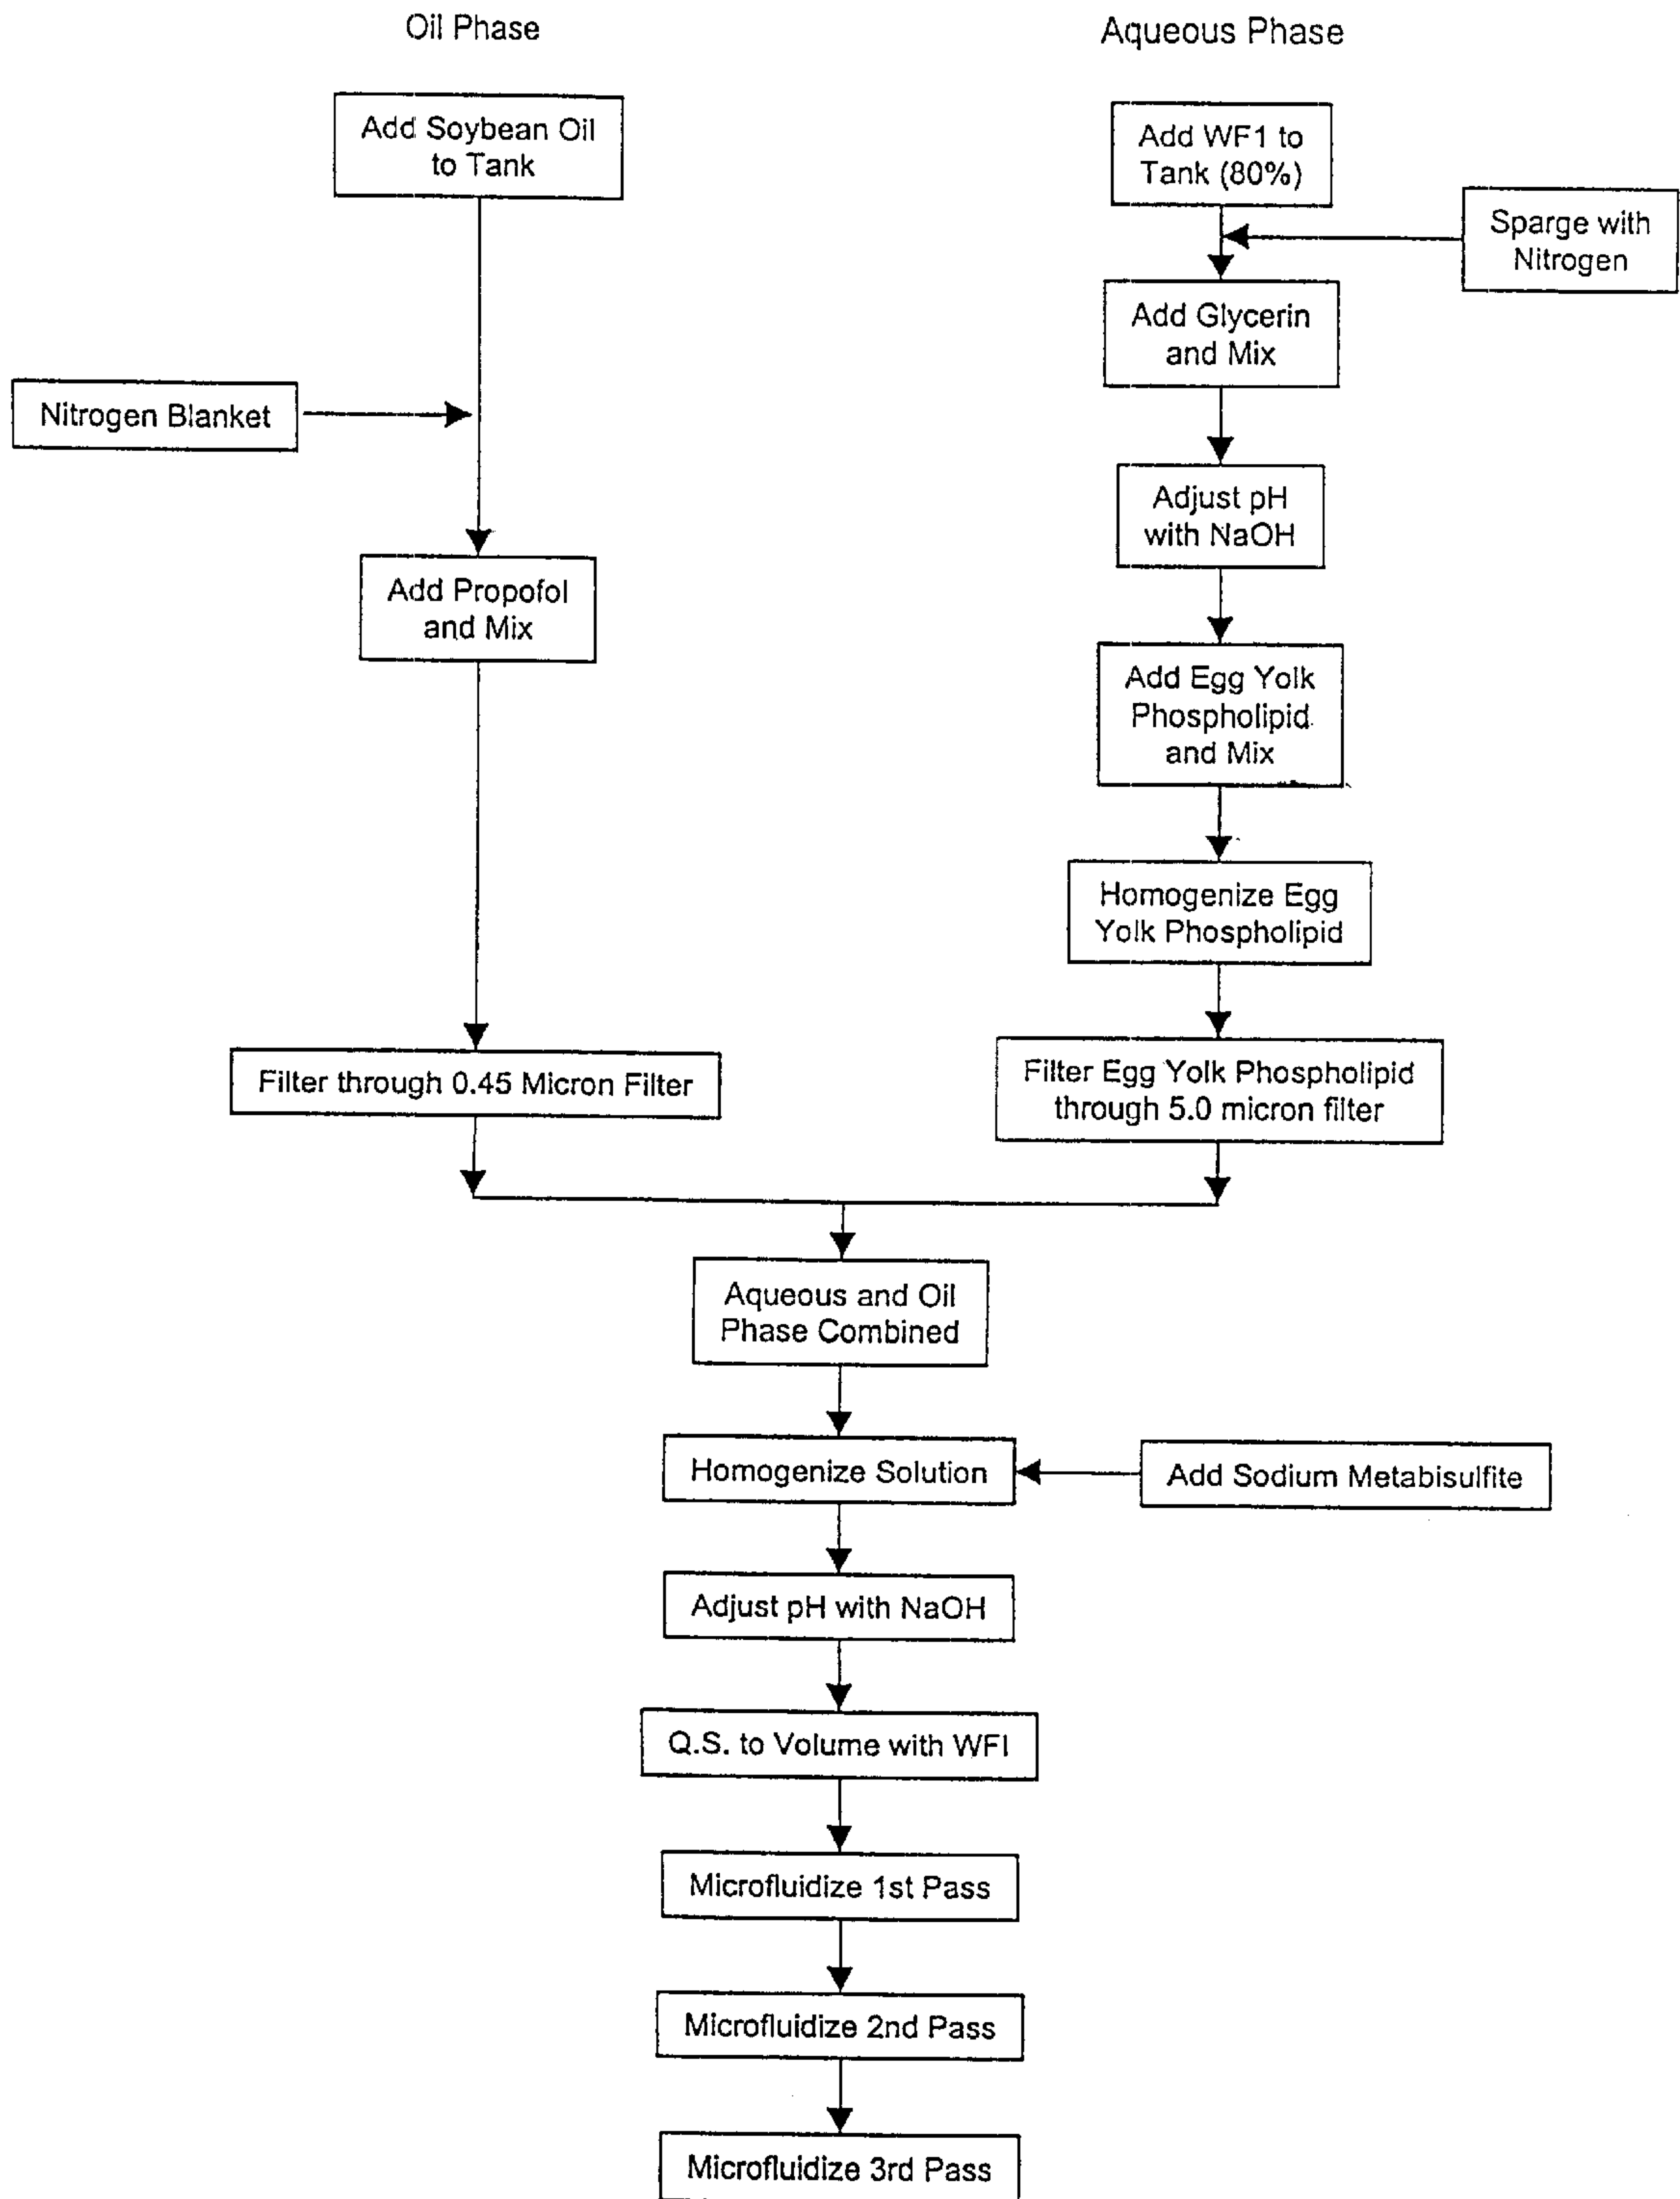 Oil Phase
Aqueous Phase
Add Soybean Oil
to Tank
Add WF1 to
Tank (80%)
Sparge with
Nitrogen
Add Glycerin
and Mix
Nitrogen Blanket
Adjust pH
with NaOH
Add Propofol
and Mix
Add Egg Yolk
Phospholipid
and Mix
Homogenize Egg
Yolk Phospholipid
Filter through 0.45 Micron Filter
Filter Egg Yolk Phospholipid
through 5.0 micron filter
Aqueous and Oil
Phase Combined
Homogenize Solution
Add Sodium Metabisulfite
Adjust pH with NaOH
Q.S. to Volume with WFI
Microfluidize 1st Pass
Microfluidize 2nd Pass
Microfluidize 3rd Pass